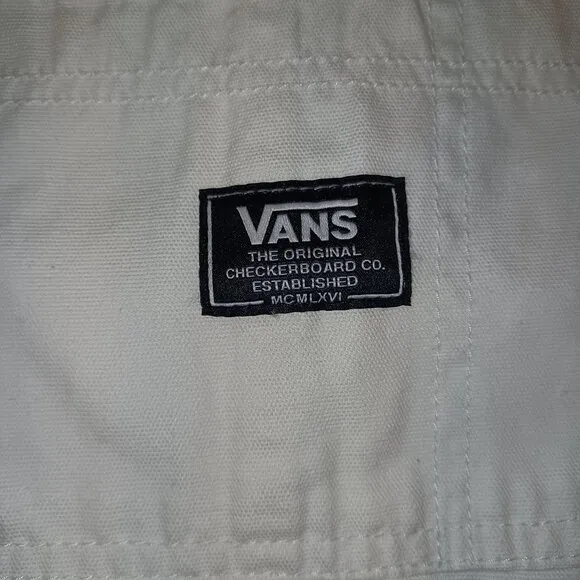 VANS
THE ORIGINAL
CHECKERBOARD CO.
ESTABLISHED
MCMLXVI